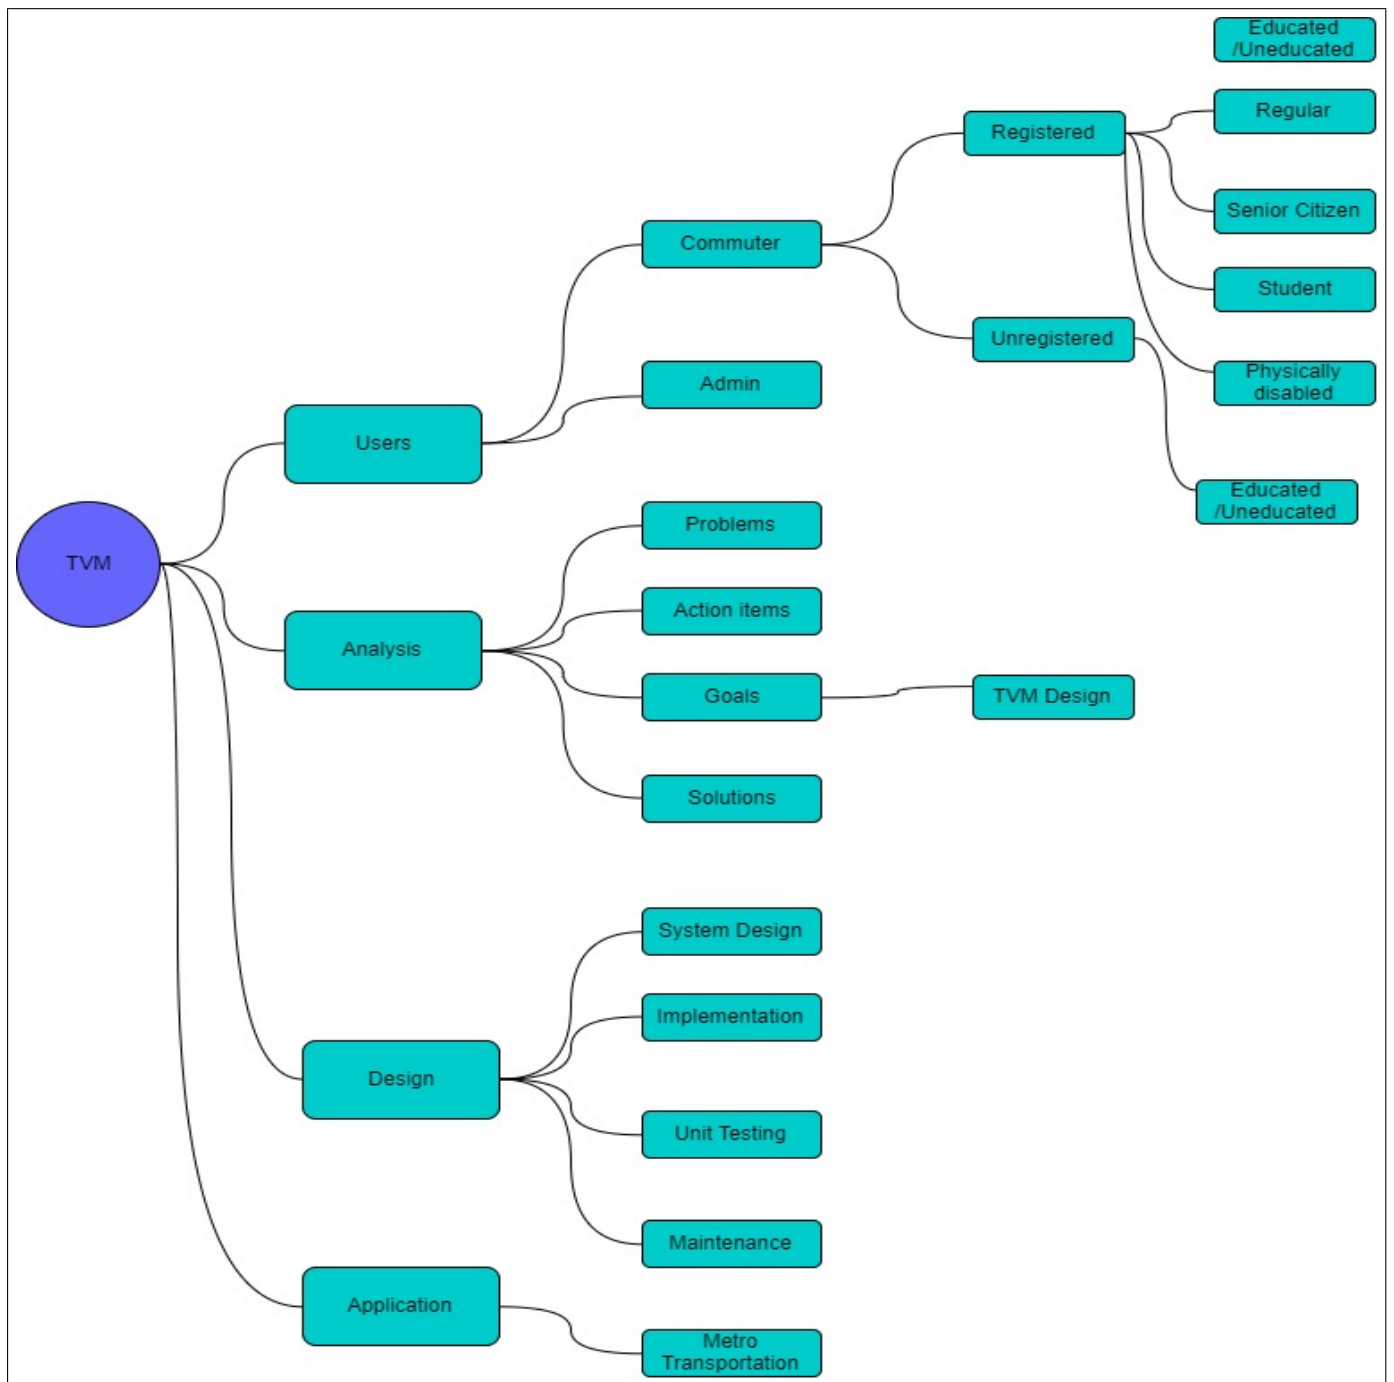 Educated
/Uneducated
Regular
Registered
Senior Citizen
Commuter
Student
Unregistered
Physically
disabled
Admin
Users
Educated
/Uneducated
Problems
TVM
Action items
Analysis
Goals
TVM Design
Solutions
System Design
Implementation
Design
Unit Testing
Maintenance
Application
Metro
Transportation